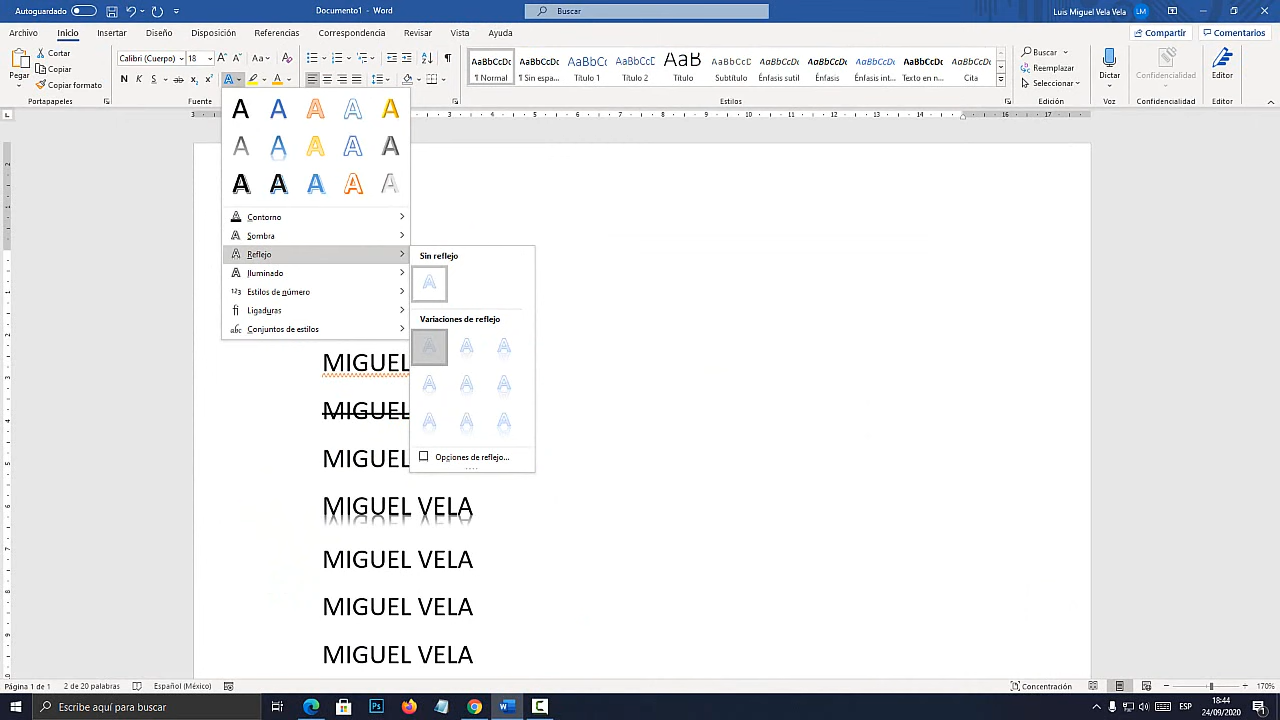 Autoguardado
Documento1 - Word
Buscar
Luis Miguel Vela Vela
LM
Archivo Inicio Insertar Diseño Disposición Referencias Correspondencia Revisar Vista Programador Ayuda
Compartir
Comentarios
Pegar
Cortar
Copiar
Copiar formato
Portapapeles
Calibri (Cuerpo)
18
Fuente
AaBbCcDc
1 Normal
AaBbCcDc
1 Sin espa...
AaBbCcD
Título 1
AaBbCcD
Título 2
AaB
Título
AaBbCcD
Subtítulo
AaBbCcDc
Énfasis sutil
AaBbCcDc
Énfasis
AaBbCcDc
Énfasis int...
AaBbCcDc
Texto en n...
AaBbCcDc
Cita
Estilos
Buscar
Reemplazar
Seleccionar
Edición
Dictar
Voz
Confidencialidad
Confidencialidad
Editor
Editor
Contorno
Sombra
Reflejo
Iluminado
Estilos de número
Ligaduras
Conjuntos de estilos
Sin reflejo
Variaciones de reflejo
Opciones de reflejo...
MIGUEL
MIGUEL
MIGUEL
MIGUEL VELA
MIGUEL VELA
MIGUEL VELA
MIGUEL VELA
Página 1 de 1
2 de 20 palabras
Español (México)
Concentración
170%
Escribe aquí para buscar
ESP
18:44
24/09/2020